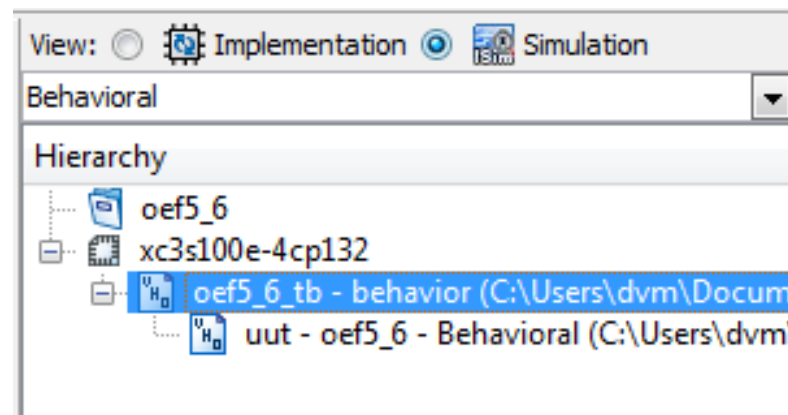 View: Implementation Simulation
Behavioral
Hierarchy
oef5_6
xc3s100e-4cp132
oef5_6_tb - behavior (C:\Users\dvm\Docum
uut - oef5_6 - Behavioral (C:\Users\dvm\